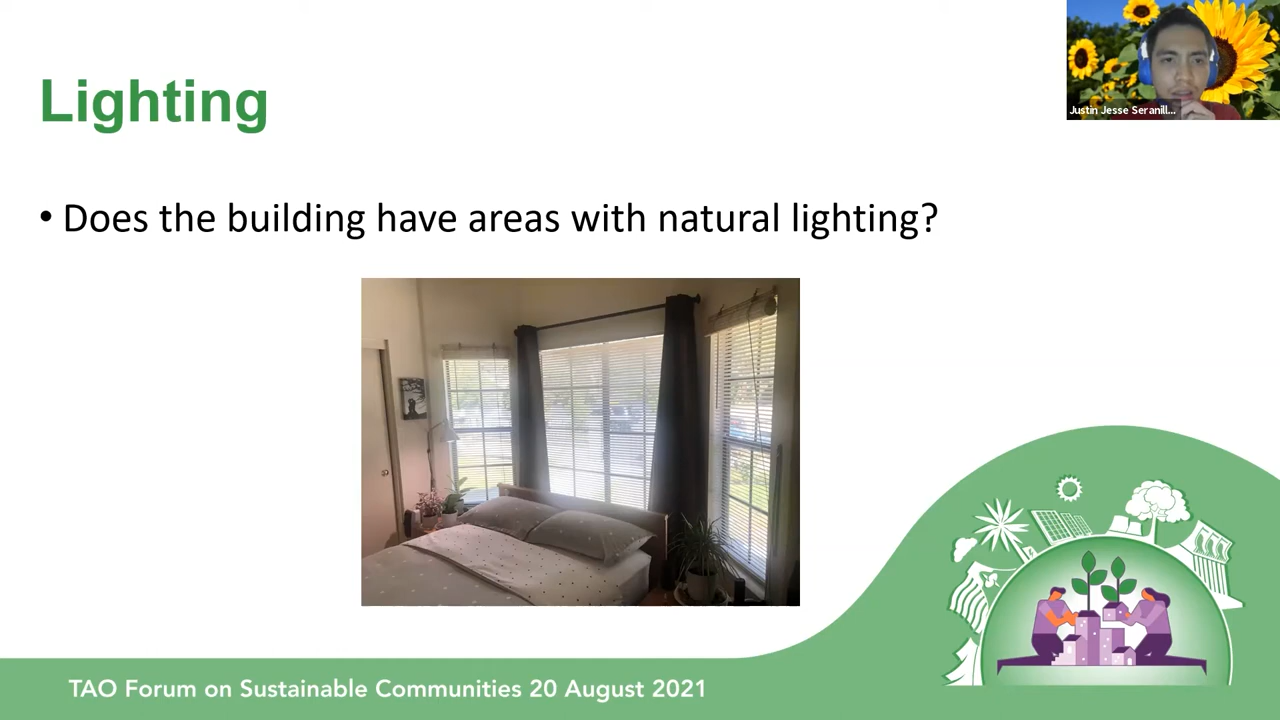 Lighting
Justin Jesse Seranill...
• Does the building have areas with natural lighting?
TAO Forum on Sustainable Communities 20 August 2021